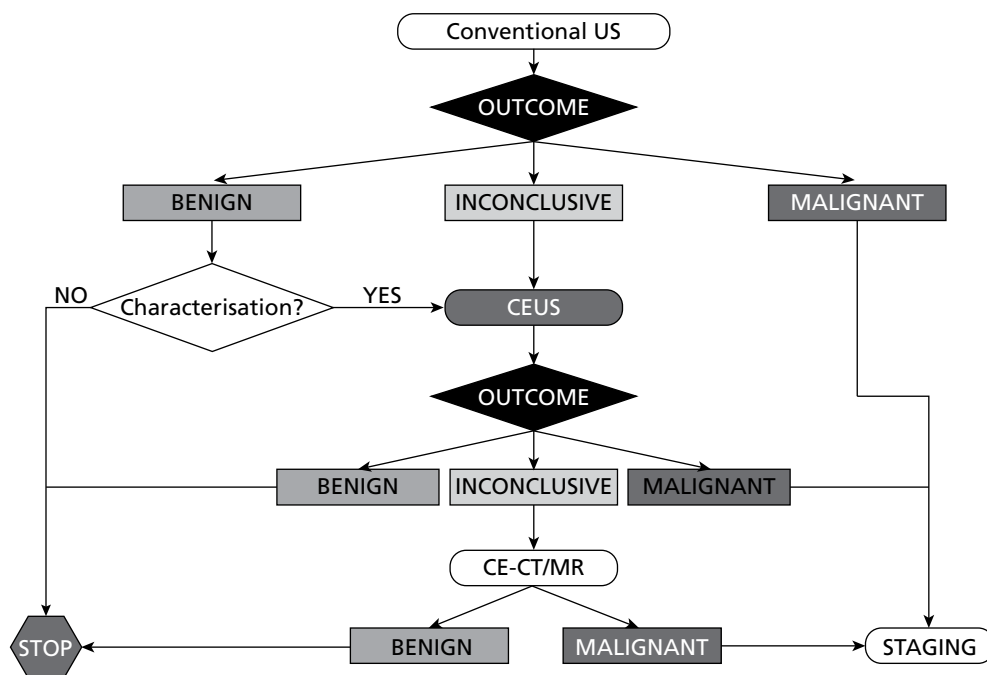 Conventional US
OUTCOME
BENIGN
INCONCLUSIVE
MALIGNANT
NO
Characterisation?
YES
CEUS
OUTCOME
BENIGN
INCONCLUSIVE
MALIGNANT
CE-CT/MR
STOP
BENIGN
MALIGNANT
STAGING